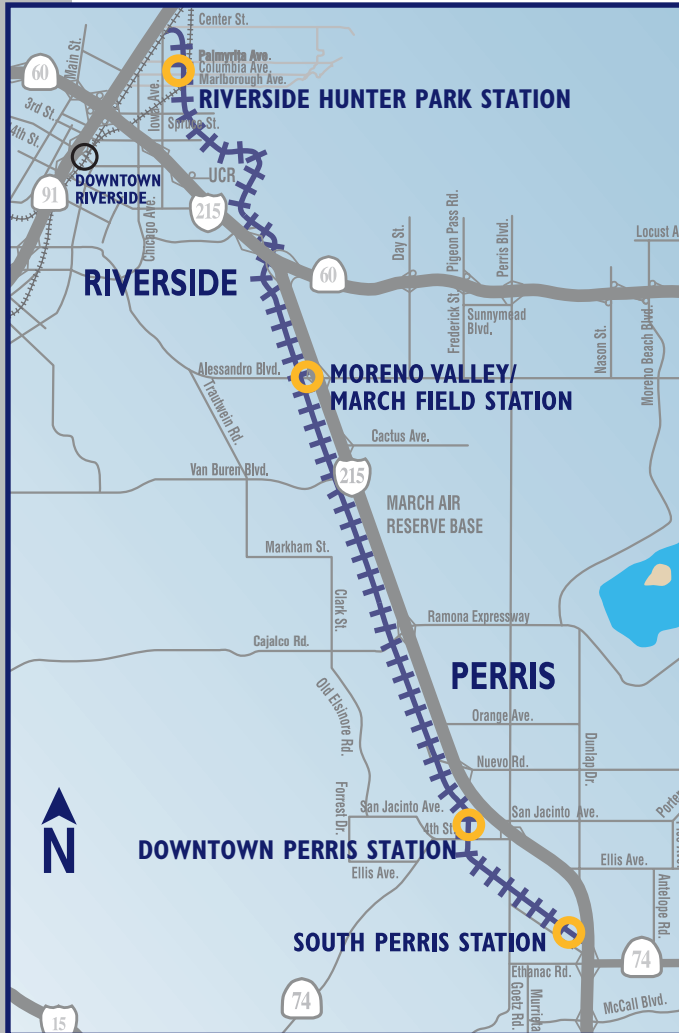 Center St.
Main St.
60
Palmyrita Ave.
Columbia Ave.
Marlborough Ave.
Iowa Ave.
RIVERSIDE HUNTER PARK STATION
3rd St.
Spruce St.
14th St.
DOWNTOWN
RIVERSIDE
UCR
91
215
Chicago Ave.
Day St.
Pigeon Pass Rd.
Perris Blvd.
Locust A
RIVERSIDE
60
Frederick St.
Sunnymead
Blvd.
Nason St.
Moreno Beach Blvd.
Alessandro Blvd.
MORENO VALLEY/
MARCH FIELD STATION
Trautwein Rd.
Cactus Ave.
Van Buren Blvd.
215
MARCH AIR
RESERVE BASE
Markham St.
Clark St.
Ramona Expressway
Cajalco Rd.
PERRIS
Old Elsinore Rd.
Orange Ave.
Dunlap Dr.
Nuevo Rd.
Forrest Dr.
San Jacinto Ave.
San Jacinto Ave.
Porter
4th St.
N
DOWNTOWN PERRIS STATION
Ellis Ave.
Ellis Ave.
Antelope Rd.
SOUTH PERRIS STATION
Ethanac Rd.
74
74
Goetz Rd.
Murrieta
McCall Blvd.
15